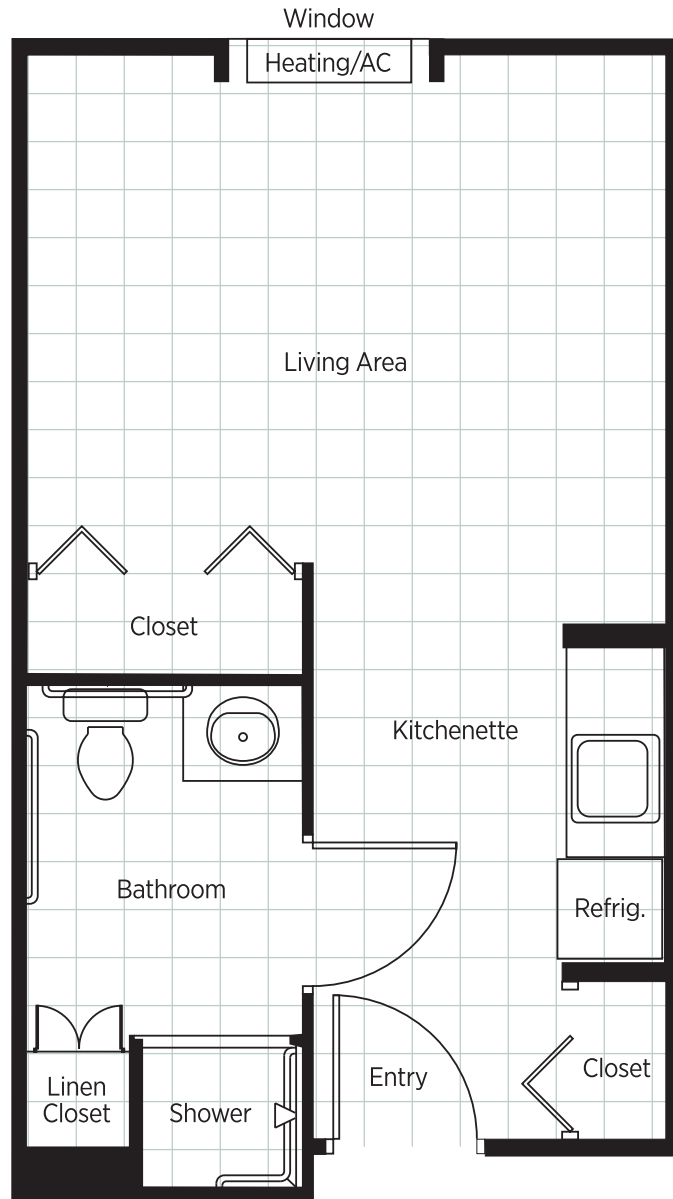 Window
Heating/AC
Living Area
Closet
Kitchenette
Bathroom
Refrig.
Entry
Closet
Linen
Closet
Shower